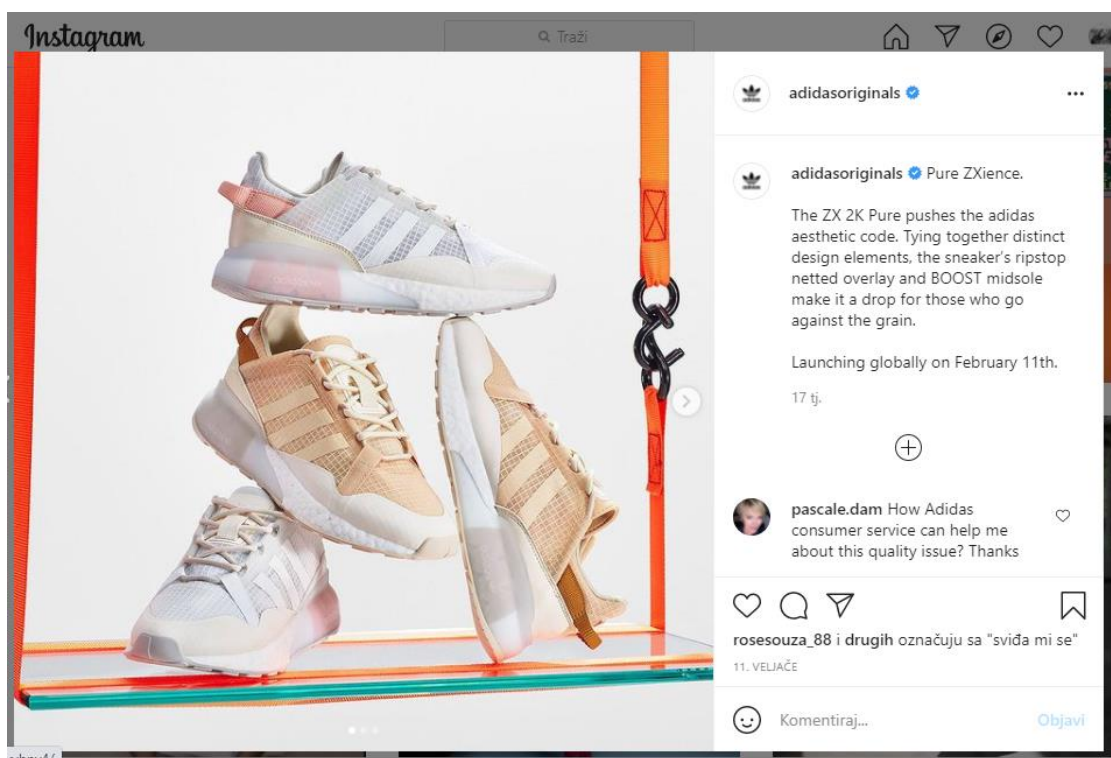 Instagram
Traži
adidasoriginals
adidasoriginals Pure ZXience.
The ZX 2K Pure pushes the adidas
aesthetic code. Tying together distinct
design elements, the sneaker's ripstop
netted overlay and BOOST midsole
make it a drop for those who go
against the grain.
Launching globally on February 11th.
17 tj.
pascale.dam How Adidas
consumer service can help me
about this quality issue? Thanks
rosesouza_88 i drugih označuju sa "sviđa mi se"
11. VELJAČE
Komentiraj...
Objavi